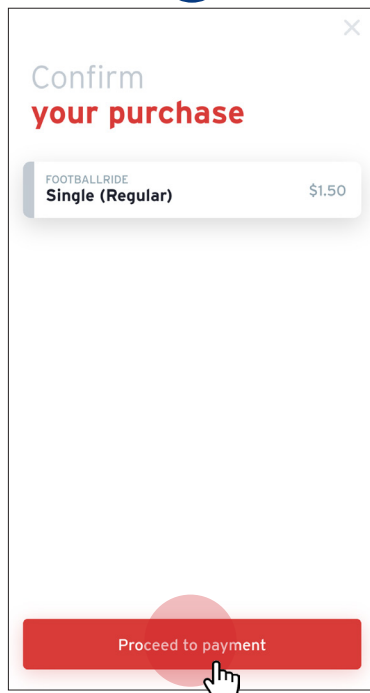 Confirm
your purchase
FOOTBALLRIDE
Single (Regular)
$1.50
Proceed to payment